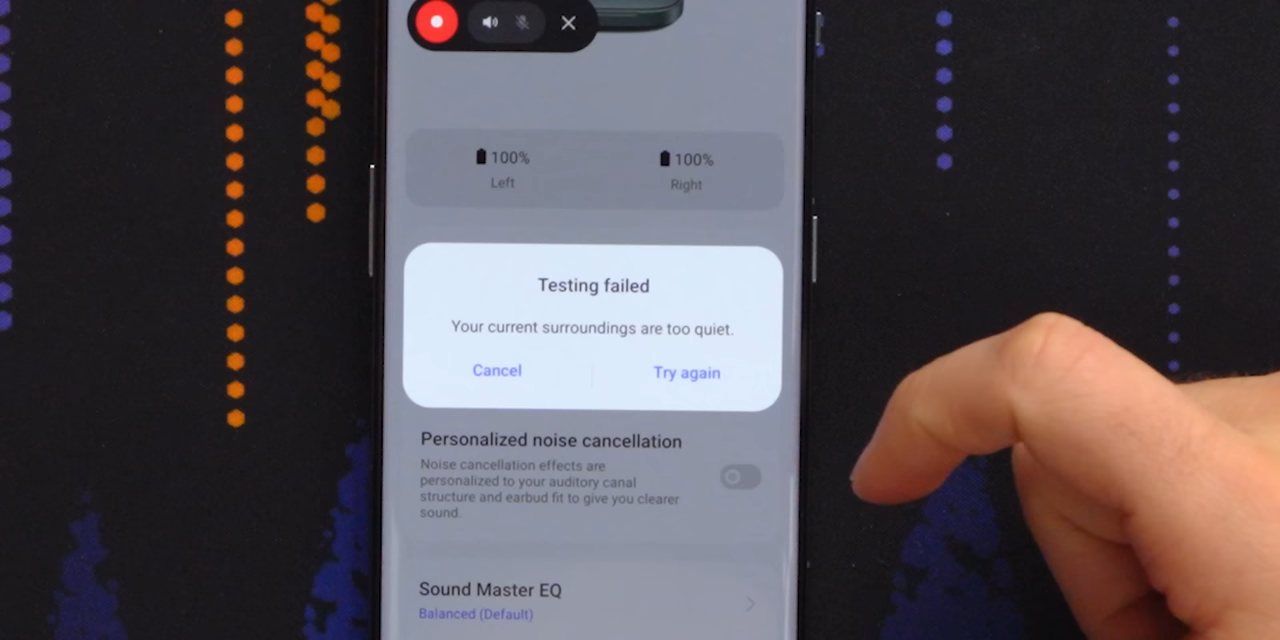 100%
100%
Left
Right
Testing failed
Your current surroundings are too quiet.
Cancel
Try again
Personalized noise cancellation
Noise cancellation effects are
personalized to your auditory canal
structure and earbud fit to give you clearer
sound.
Sound Master EQ
Balanced (Default)